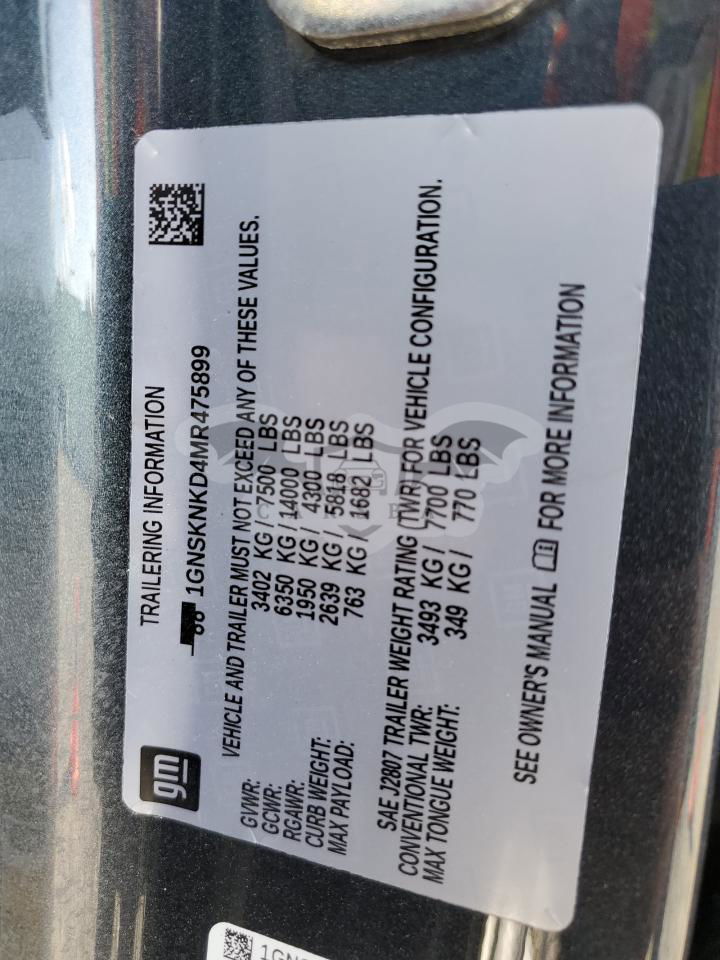 gm
TRAILERING INFORMATION
1GNSKNKD4MR475899
VEHICLE AND TRAILER MUST NOT EXCEED ANY OF THESE VALUES.
GVWR: 3402 KG / 7500 LBS
GCWR: 6350 KG / 14000 LBS
RGAWR: 1950 KG / 4300 LBS
CURB WEIGHT: 2639 KG / 5818 LBS
MAX PAYLOAD: 763 KG / 1682 LBS
SAE J2807 TRAILER WEIGHT RATING (TWR) FOR VEHICLE CONFIGURATION.
CONVENTIONAL TWR: 3493 KG / 7700 LBS
MAX TONGUE WEIGHT: 349 KG / 770 LBS
SEE OWNER'S MANUAL FOR MORE INFORMATION